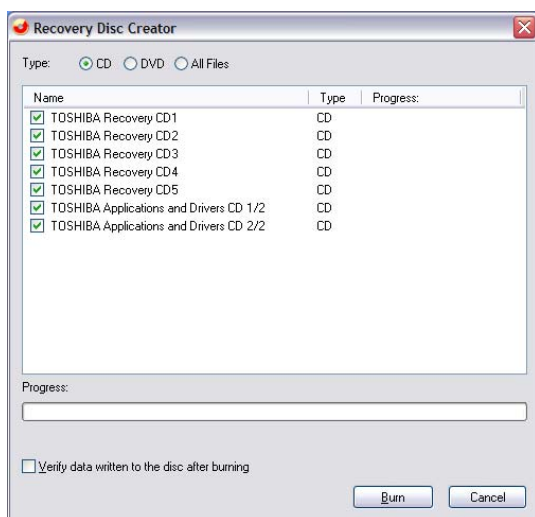 Recovery Disc Creator
Type: CD DVD All Files
Name Type Progress:
TOSHIBA Recovery CD1 CD
TOSHIBA Recovery CD2 CD
TOSHIBA Recovery CD3 CD
TOSHIBA Recovery CD4 CD
TOSHIBA Recovery CD5 CD
TOSHIBA Applications and Drivers CD 1/2 CD
TOSHIBA Applications and Drivers CD 2/2 CD
Progress:
Verify data written to the disc after burning
Burn Cancel